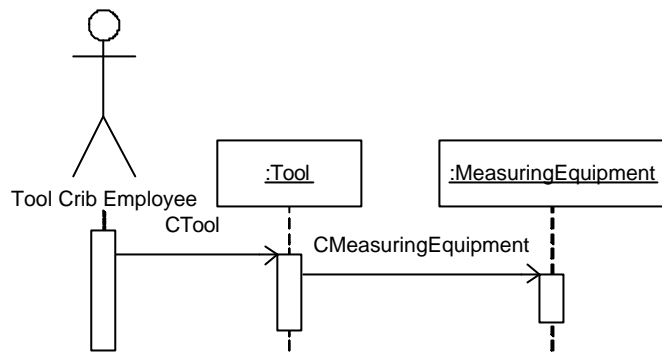 :Tool
:MeasuringEquipment
Tool Crib Employee
CTool
CMeasuringEquipment